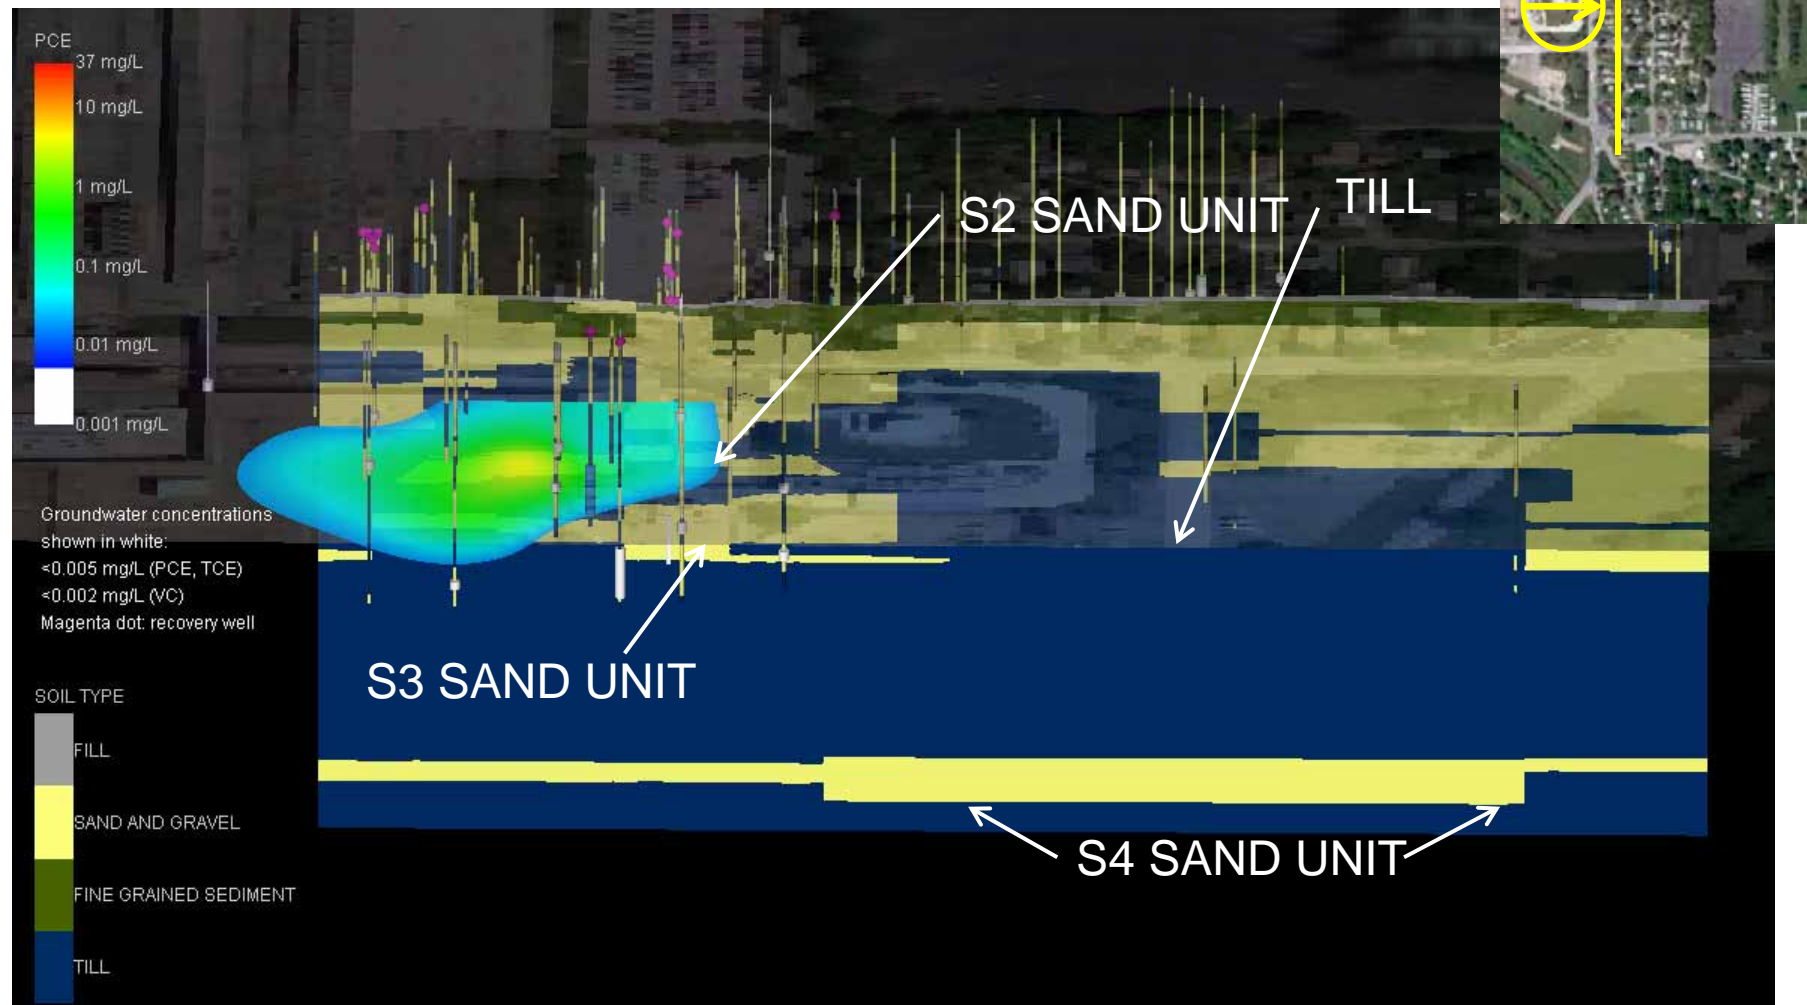 PCE
37 mg/L
10 mg/L
1 mg/L
0.1 mg/L
0.01 mg/L
0.001 mg/L
S2 SAND UNIT
TILL
Groundwater concentrations
shown in white:
<0.005 mg/L (PCE, TCE)
<0.002 mg/L (VC)
Magenta dot: recovery well
S3 SAND UNIT
SOIL TYPE
FILL
SAND AND GRAVEL
FINE GRAINED SEDIMENT
TILL
S4 SAND UNIT